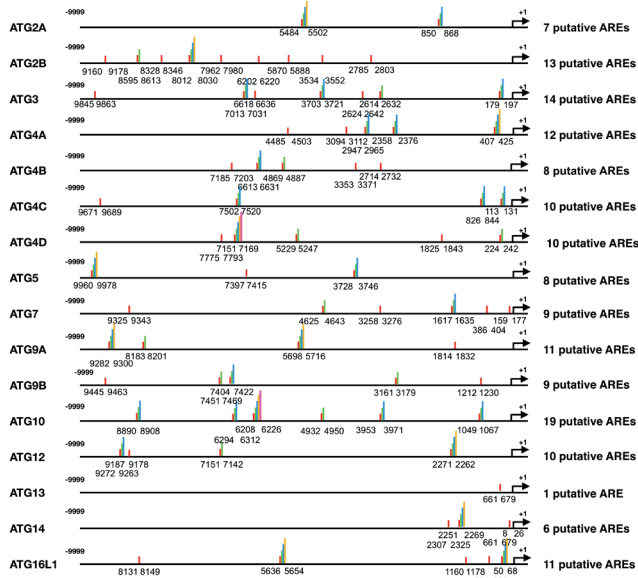 -9999 +1
ATG2A 7 putative AREs
5484 5502 850 868
-9999 +1
ATG2B 13 putative AREs
9160 9178 8328 8346 7962 7980 5870 5888 2785 2803
8595 8613 8012 8030 6202 6220 3534 3552
-9999 +1
ATG3 14 putative AREs
9845 9863 6618 6636 3703 3721 2614 2632 179 197
7013 7031 2624 2642
-9999 +1
ATG4A 12 putative AREs
4485 4503 3094 3112 2358 2376 407 425
2947 2965
-9999 +1
ATG4B 8 putative AREs
7185 7203 4869 4887 2714 2732
6613 6631 3353 3371
-9999 +1
ATG4C 10 putative AREs
9671 9689 7502 7520 113 131
826 844
-9999 +1
ATG4D 10 putative AREs
7151 7169 5229 5247 1825 1843 224 242
7775 7793
-9999 +1
ATG5 8 putative AREs
9960 9978 7397 7415 3728 3746
-9999 +1
ATG7 9 putative AREs
9325 9343 4625 4643 3258 3276 1617 1635 159 177
386 404
-9999 +1
ATG9A 11 putative AREs
8183 8201 5698 5716 1814 1832
9282 9300
-9999 +1
ATG9B 9 putative AREs
9445 9463 7404 7422 3161 3179 1212 1230
7451 7469
-9999 +1
ATG10 19 putative AREs
8890 8908 6208 6226 4932 4950 3953 3971 1049 1067
6294 6312
-9999 +1
ATG12 10 putative AREs
9187 9178 7151 7142 2271 2262
9272 9263
-9999 +1
ATG13 1 putative ARE
661 679
-9999 +1
ATG14 6 putative AREs
2251 2269 8 26
2307 2325 661 679
-9999 +1
ATG16L1 11 putative AREs
8131 8149 5636 5654 1160 1178 50 68